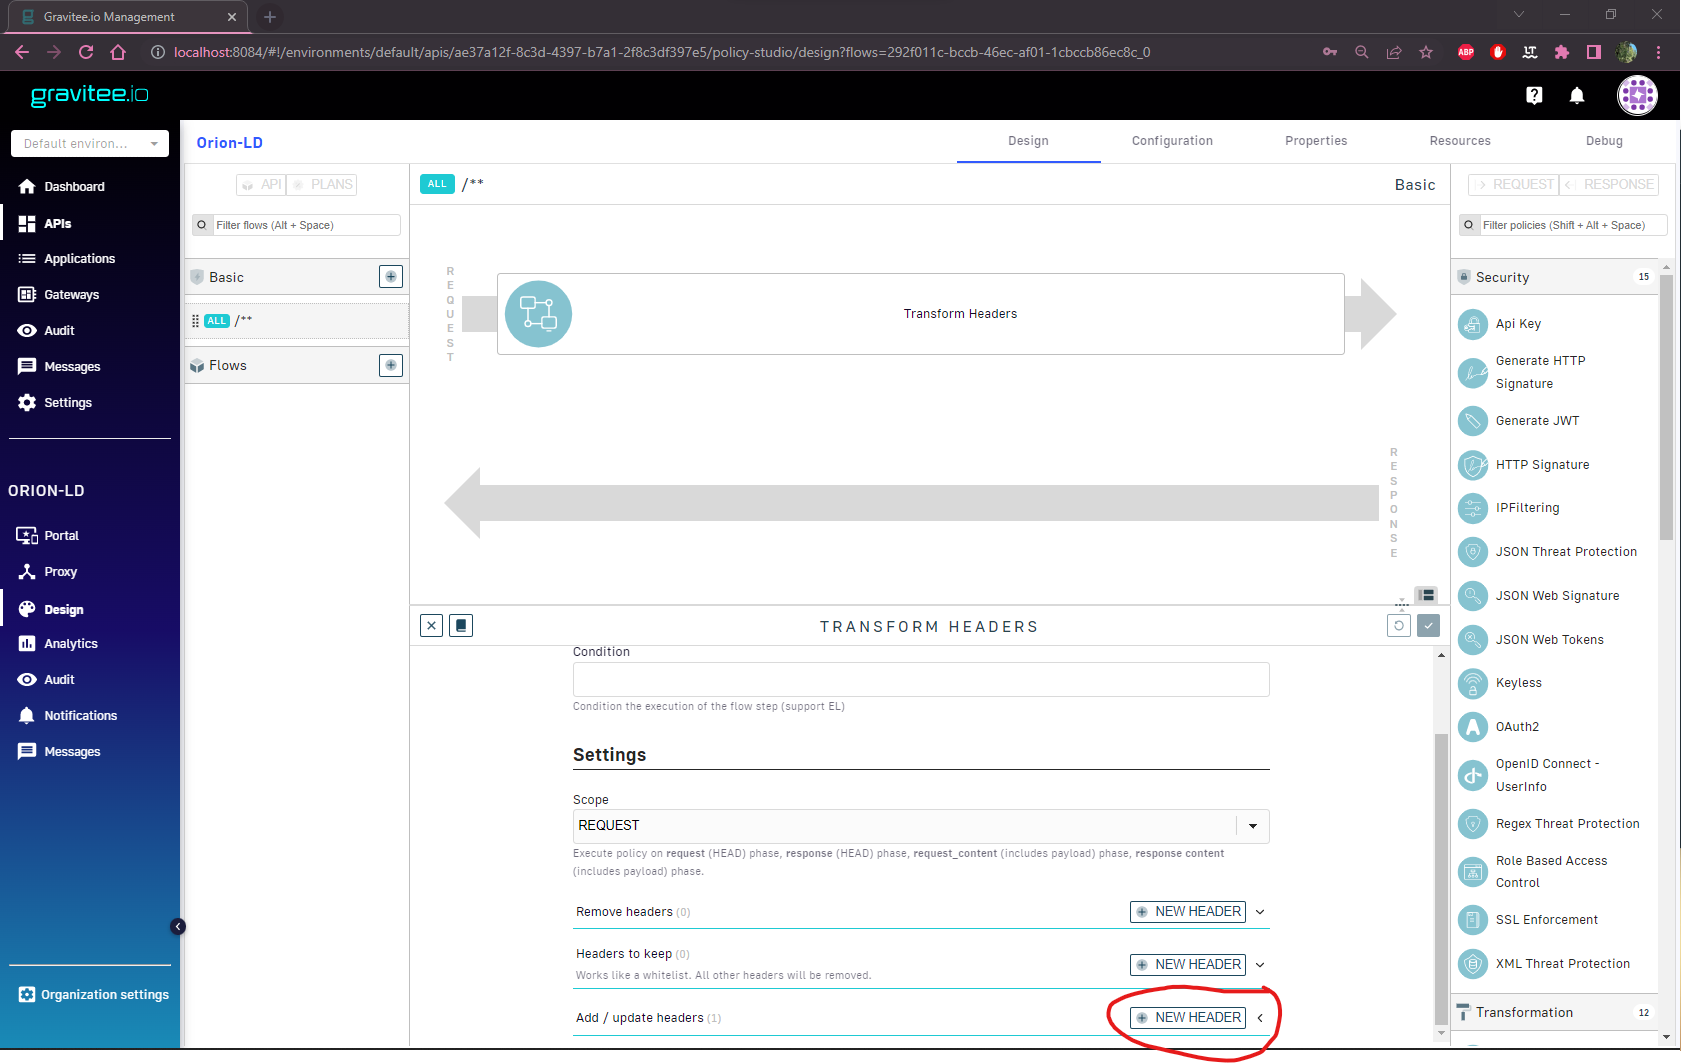 Gravitee.io Management
localhost:8084/#!/environments/default/apis/ae37a12f-8c3d-4397-b7a1-2f8c3df397e5/policy-studio/design?flows=292f011c-bccb-46ec-af01-1cbccb86ec8c_0
ABP
LT
gravitee.io
Default environ...
Dashboard
APIs
Applications
Gateways
Audit
Messages
Settings
ORION-LD
Portal
Proxy
Design
Analytics
Audit
Notifications
Messages
Organization settings
Orion-LD
Design
Configuration
Properties
Resources
Debug
API
PLANS
Filter flows (Alt + Space)
Basic
ALL /**
Flows
ALL /**
Basic
REQUEST
Transform Headers
RESPONSE
TRANSFORM HEADERS
Condition
Condition the execution of the flow step (support EL)
Settings
Scope
REQUEST
Execute policy on request (HEAD) phase, response (HEAD) phase, request_content (includes payload) phase, response content
(includes payload) phase.
Remove headers (0)
NEW HEADER
Headers to keep (0)
Works like a whitelist. All other headers will be removed.
NEW HEADER
Add / update headers (1)
NEW HEADER
REQUEST
RESPONSE
Filter policies (Shift + Alt + Space)
Security
15
Api Key
Generate HTTP
Signature
Generate JWT
HTTP Signature
IPFiltering
JSON Threat Protection
JSON Web Signature
JSON Web Tokens
Keyless
OAuth2
OpenID Connect -
UserInfo
Regex Threat Protection
Role Based Access
Control
SSL Enforcement
XML Threat Protection
Transformation
12